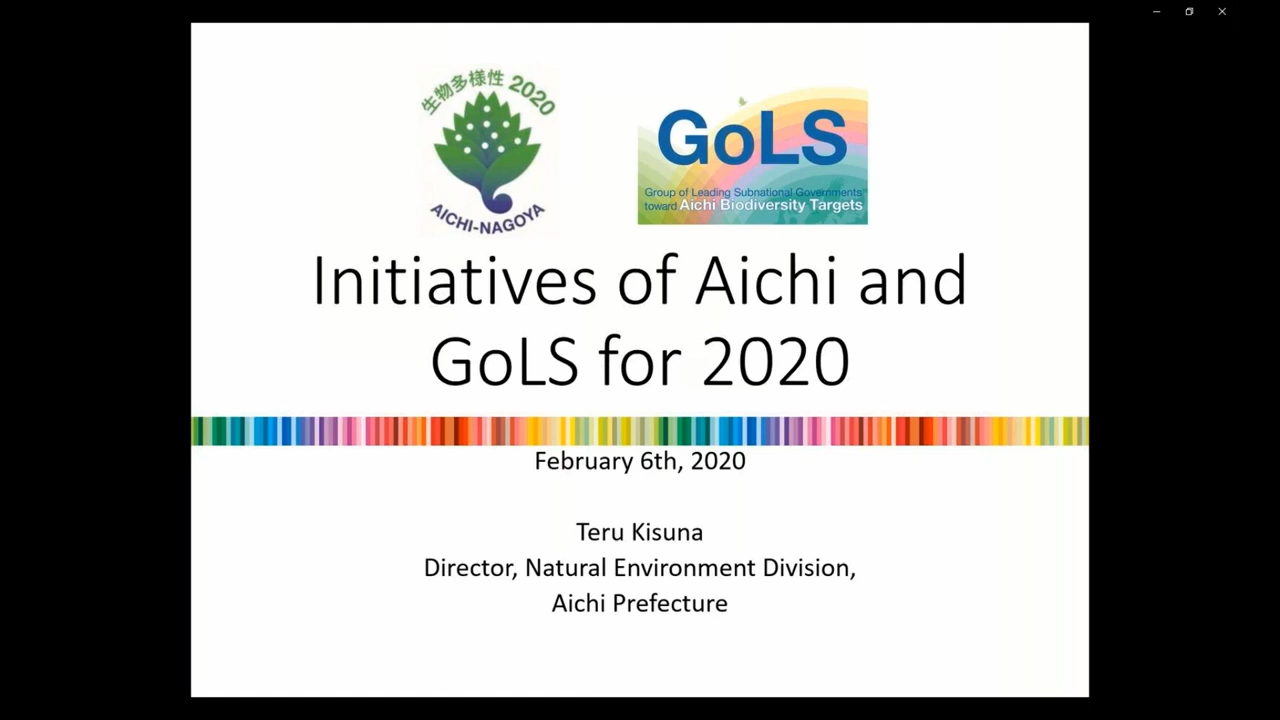 生物多様性 2020
AICHI-NAGOYA
GoLS
Group of Leading Subnational Governments
toward Aichi Biodiversity Targets
Initiatives of Aichi and
GoLS for 2020
February 6th, 2020
Teru Kisuna
Director, Natural Environment Division,
Aichi Prefecture